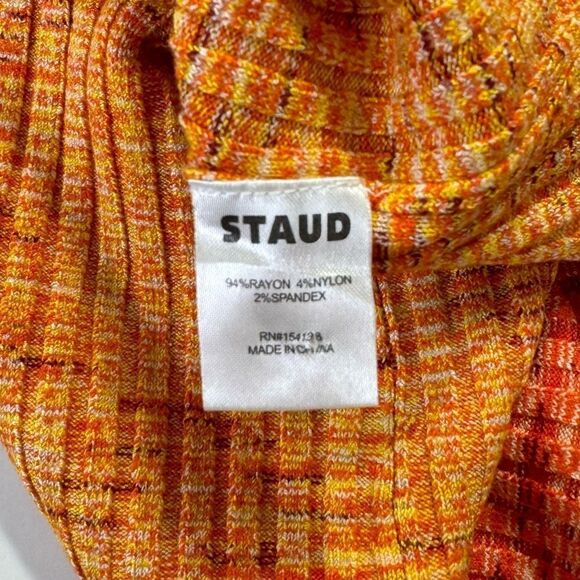 STAUD
94%RAYON 4%NYLON
2%SPANDEX
MADE IN CHINA